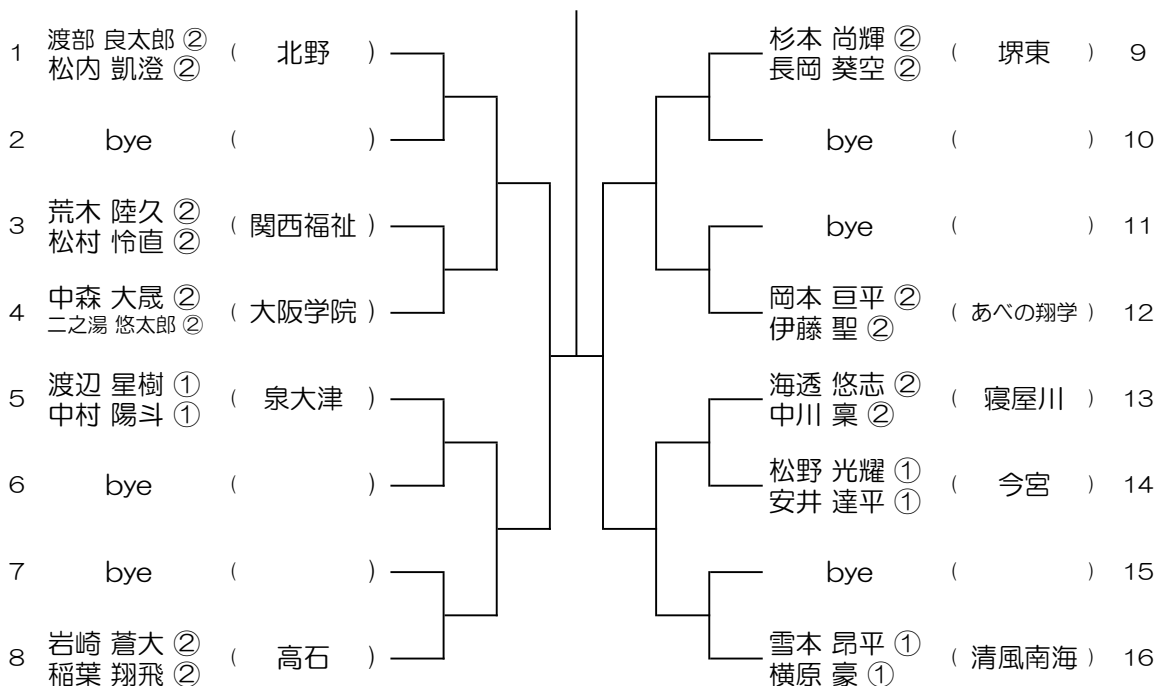 1 渡部 良太郎 ② ( 北野 )
松内 凱澄 ②
2 bye ( )
3 荒木 陸久 ② ( 関西福祉 )
松村 怜直 ②
4 中森 大晟 ② ( 大阪学院 )
二之湯 悠太郎 ②
5 渡辺 星樹 ① ( 泉大津 )
中村 陽斗 ①
6 bye ( )
7 bye ( )
8 岩崎 蒼大 ② ( 高石 )
稲葉 翔飛 ②
杉本 尚輝 ② ( 堺東 ) 9
長岡 葵空 ②
bye ( ) 10
bye ( ) 11
岡本 亘平 ② ( あべの翔学 ) 12
伊藤 聖 ②
海透 悠志 ② ( 寝屋川 ) 13
中川 稟 ②
松野 光耀 ① ( 今宮 ) 14
安井 達平 ①
bye ( ) 15
雪本 昂平 ① ( 清風南海 ) 16
横原 豪 ①